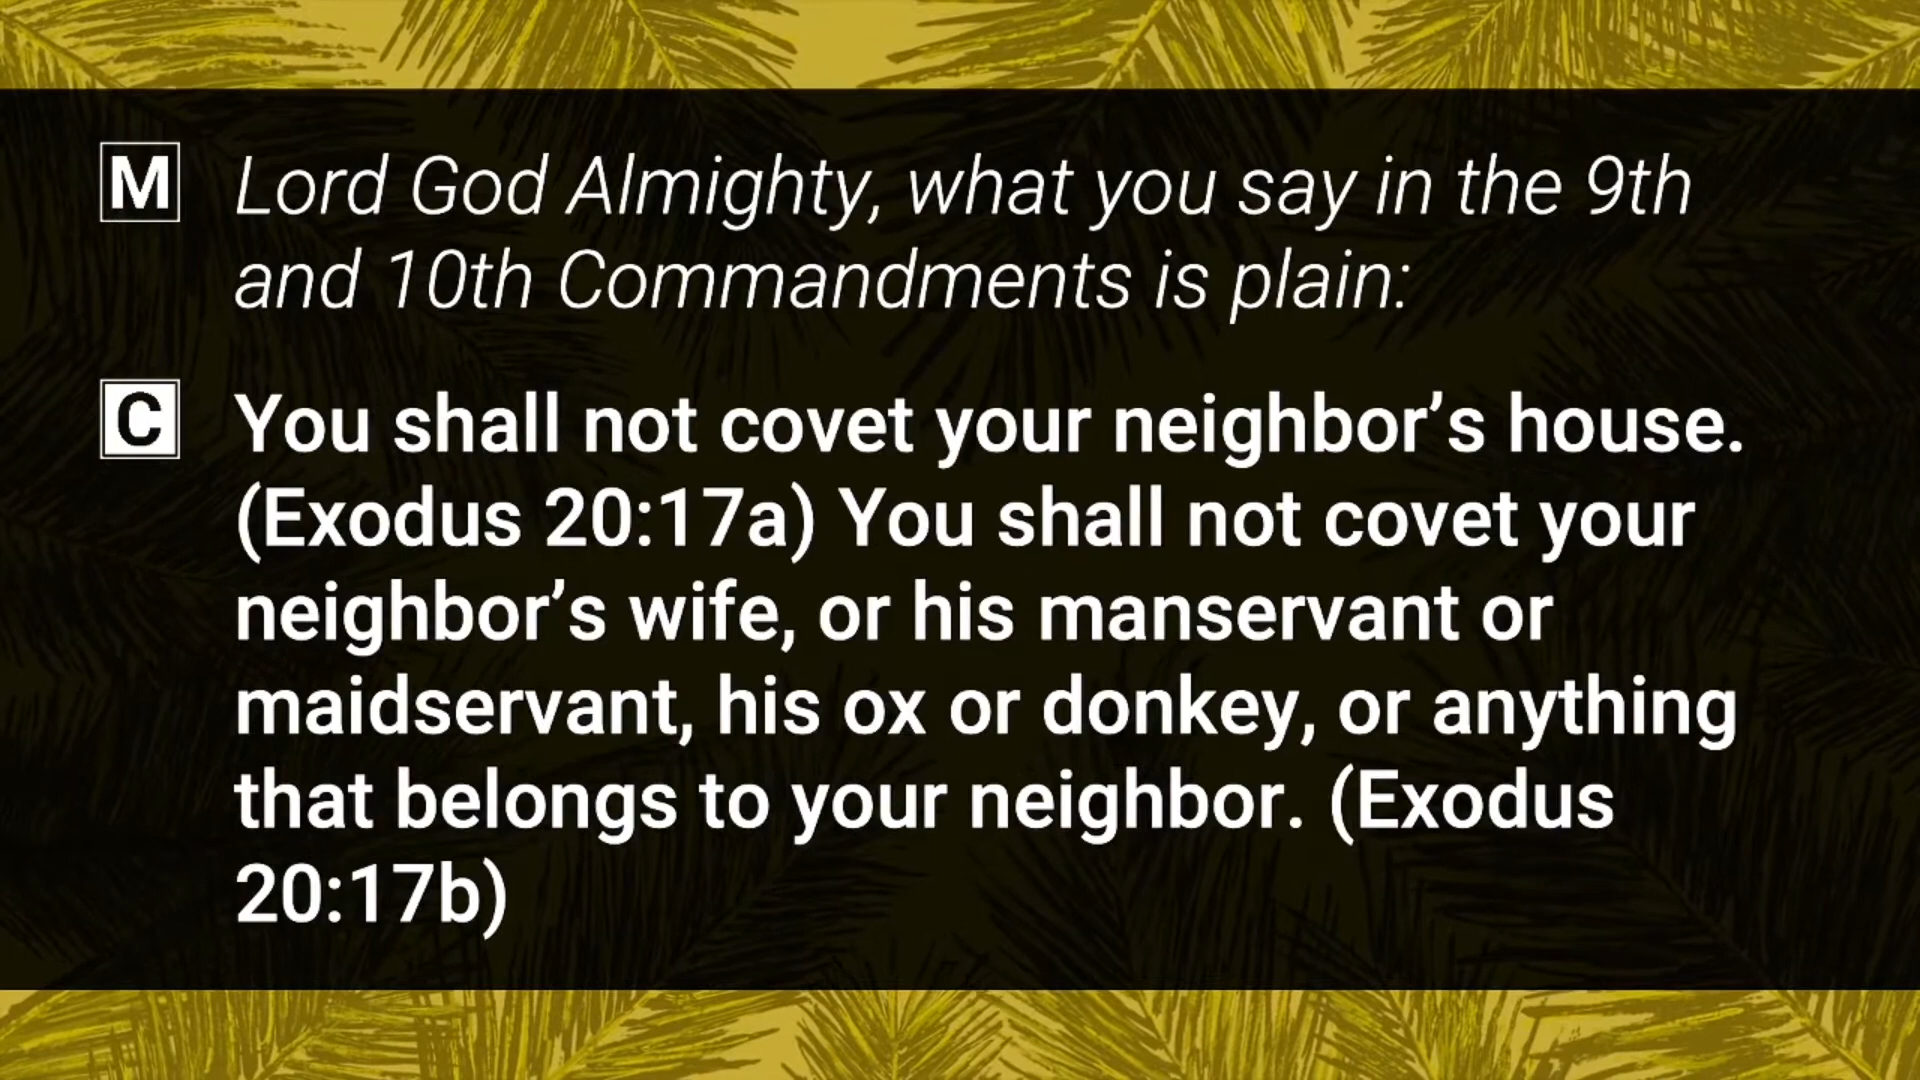 M Lord God Almighty, what you say in the 9th
and 10th Commandments is plain:
C You shall not covet your neighbor’s house.
(Exodus 20:17a) You shall not covet your
neighbor’s wife, or his manservant or
maidservant, his ox or donkey, or anything
that belongs to your neighbor. (Exodus
20:17b)